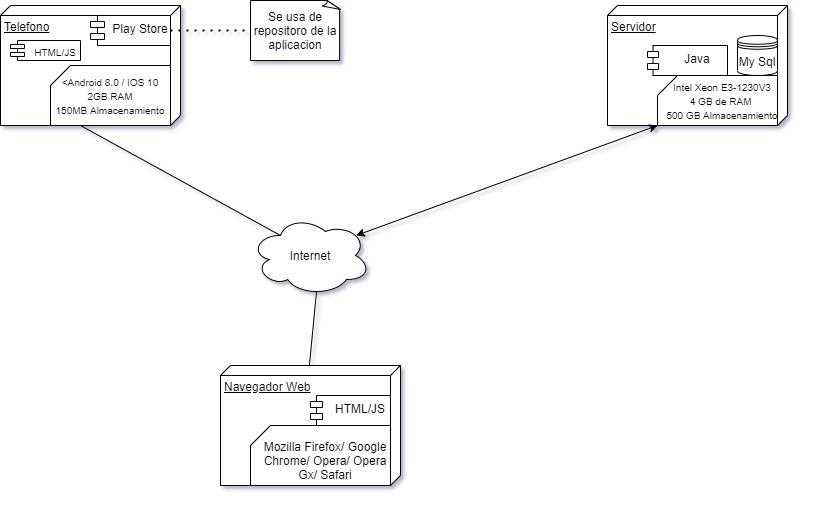 Telefono
Play Store
HTML/JS
<Android 8.0 / IOS 10
2GB RAM
150MB Almacenamiento
Se usa de
repositoro de la
aplicacion
Servidor
Java
My Sql
Intel Xeon E3-1230V3
4 GB de RAM
500 GB Almacenamiento
Internet
Navegador Web
HTML/JS
Mozilla Firefox/ Google
Chrome/ Opera/ Opera
Gx/ Safari